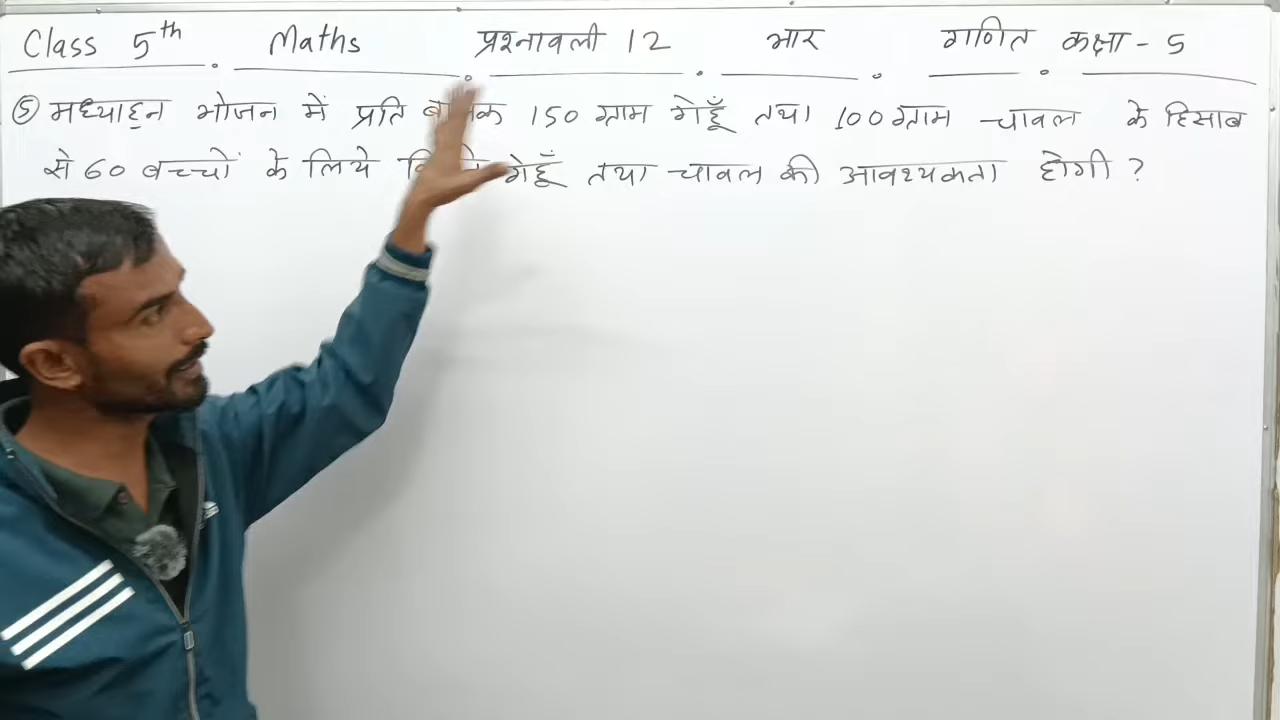 Class 5th Maths प्रश्नावली 12 भार गणित कक्षा - 5
⑤ मध्याह्न भोजन में प्रति 150 ग्राम गेहूँ तथा 100 ग्राम चावल के हिसाब
से 60 बच्चों के लिये गेहूँ तथा चावल की आवश्यकता होगी ?